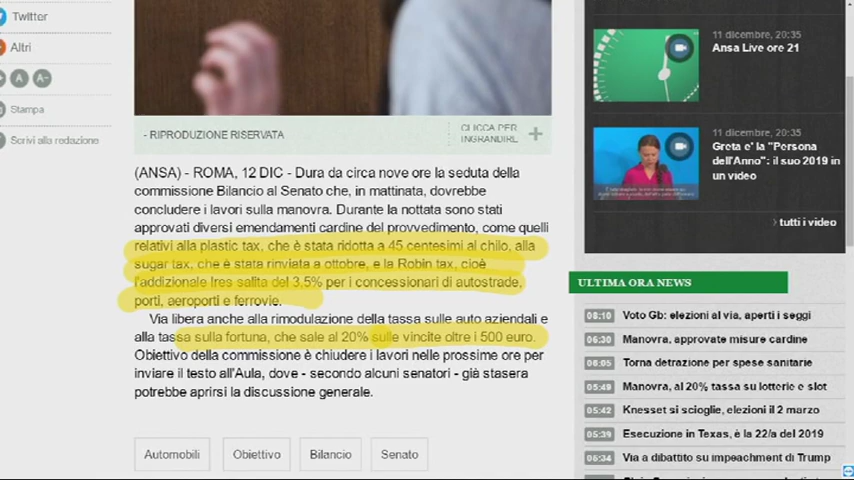 Twitter
Altri
A A-
Stampa
Scrivi alla redazione
- RIPRODUZIONE RISERVATA
CLICCA PER
INGRANDIRE
(ANSA) - ROMA, 12 DIC - Dura da circa nove ore la seduta della
commissione Bilancio al Senato che, in mattinata, dovrebbe
concludere i lavori sulla manovra. Durante la nottata sono stati
approvati diversi emendamenti cardine del provvedimento, come quelli
relativi alla plastic tax, che è stata ridotta a 45 centesimi al chilo, alla
sugar tax, che è stata rinviata a ottobre, e la Robin tax, cioè
l'addizionale Ires salita del 3,5% per i concessionari di autostrade,
porti, aeroporti e ferrovie.
Via libera anche alla rimodulazione della tassa sulle auto aziendali e
alla tassa sulla fortuna, che sale al 20% sulle vincite oltre i 500 euro.
Obiettivo della commissione è chiudere i lavori nelle prossime ore per
inviare il testo all'Aula, dove - secondo alcuni senatori - già stasera
potrebbe aprirsi la discussione generale.
Automobili
Obiettivo
Bilancio
Senato
11 dicembre, 20:35
Ansa Live ore 21
11 dicembre, 20:35
Greta e' la "Persona
dell'Anno": il suo 2019 in
un video
› tutti i video
ULTIMA ORA NEWS
08:10 Voto Gb: elezioni al via, aperti i seggi
06:30 Manovra, approvate misure cardine
06:05 Torna detrazione per spese sanitarie
05:49 Manovra, al 20% tassa su lotterie e slot
05:42 Knesset si scioglie, elezioni il 2 marzo
05:39 Esecuzione in Texas, è la 22/a del 2019
05:34 Via a dibattito su impeachment di Trump